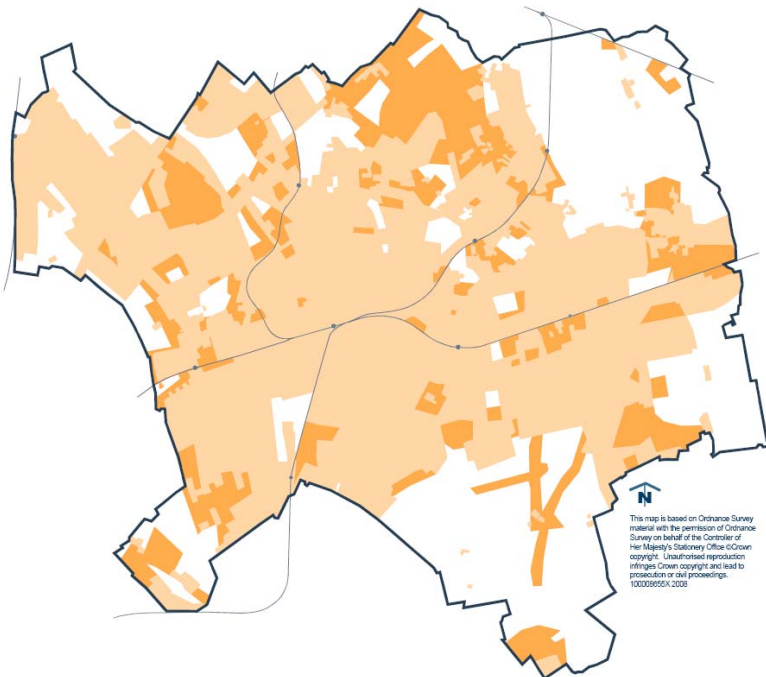 N
This map is based on Ordnance Survey
material with the permission of Ordnance
Survey on behalf of the Controller of
Her Majesty's Stationery Office ©Crown
copyright. Unauthorised reproduction
infringes Crown copyright and lead to
prosecution or civil proceedings.
100008655X 2008